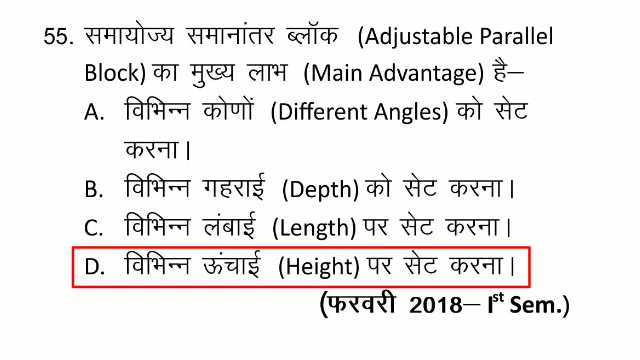 55. समायोज्य समानांतर ब्लॉक (Adjustable Parallel
Block) का मुख्य लाभ (Main Advantage) है–
A. विभिन्न कोणों (Different Angles) को सेट
करना।
B. विभिन्न गहराई (Depth) को सेट करना।
C. विभिन्न लंबाई (Length) पर सेट करना।
D. विभिन्न ऊंचाई (Height) पर सेट करना।
(फरवरी 2018– Ist Sem.)